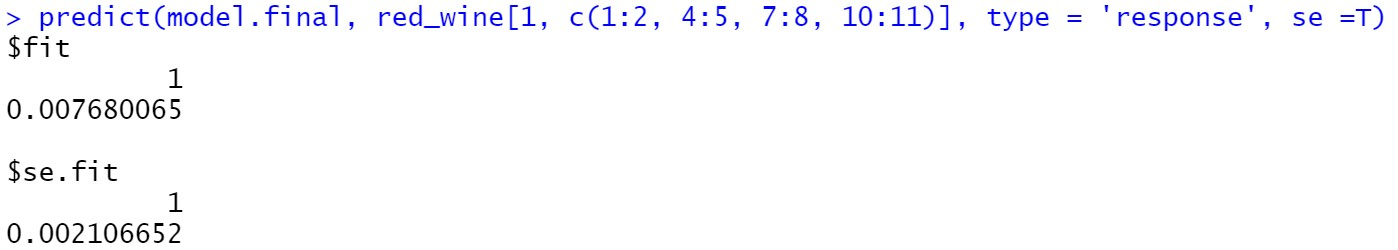 > predict(model.final, red_wine[1, c(1:2, 4:5, 7:8, 10:11)], type = 'response', se =T)
$fit
1
0.007680065
$se.fit
1
0.002106652